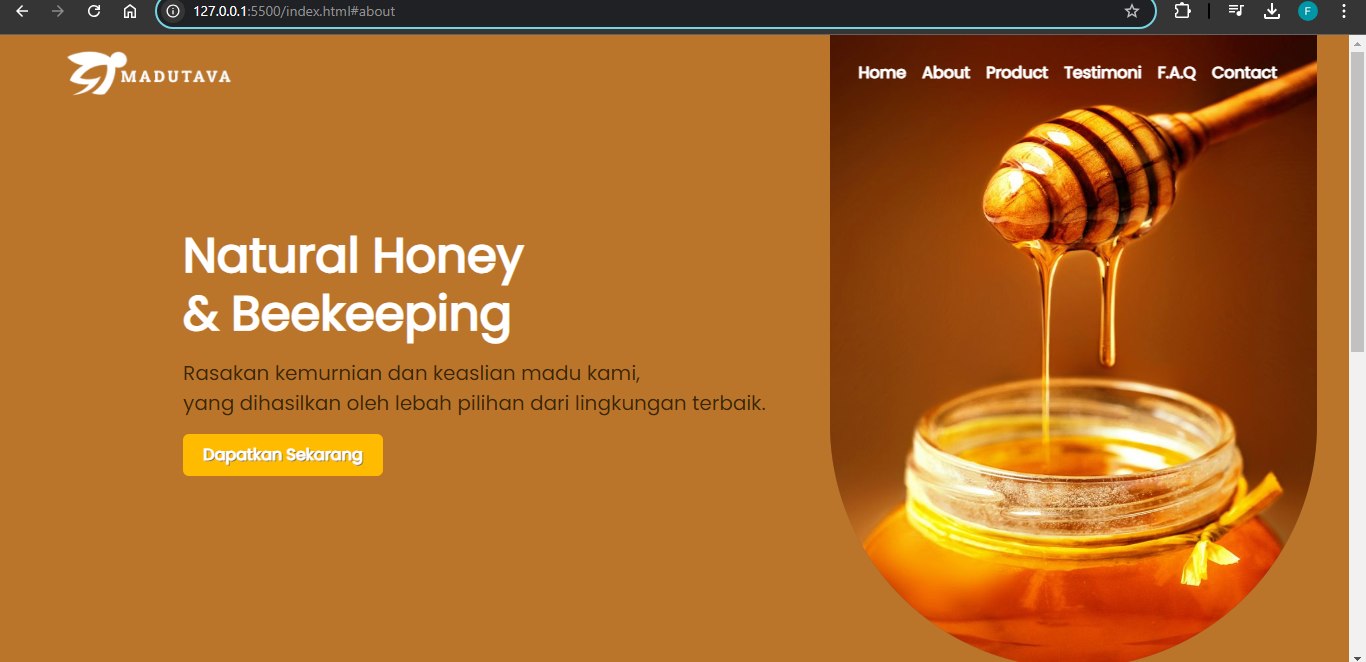 127.0.0.1:5500/index.html#about
F
MADUTAVA
Home About Product Testimoni F.A.Q Contact
Natural Honey
& Beekeeping
Rasakan kemurnian dan keaslian madu kami,
yang dihasilkan oleh lebah pilihan dari lingkungan terbaik.
Dapatkan Sekarang